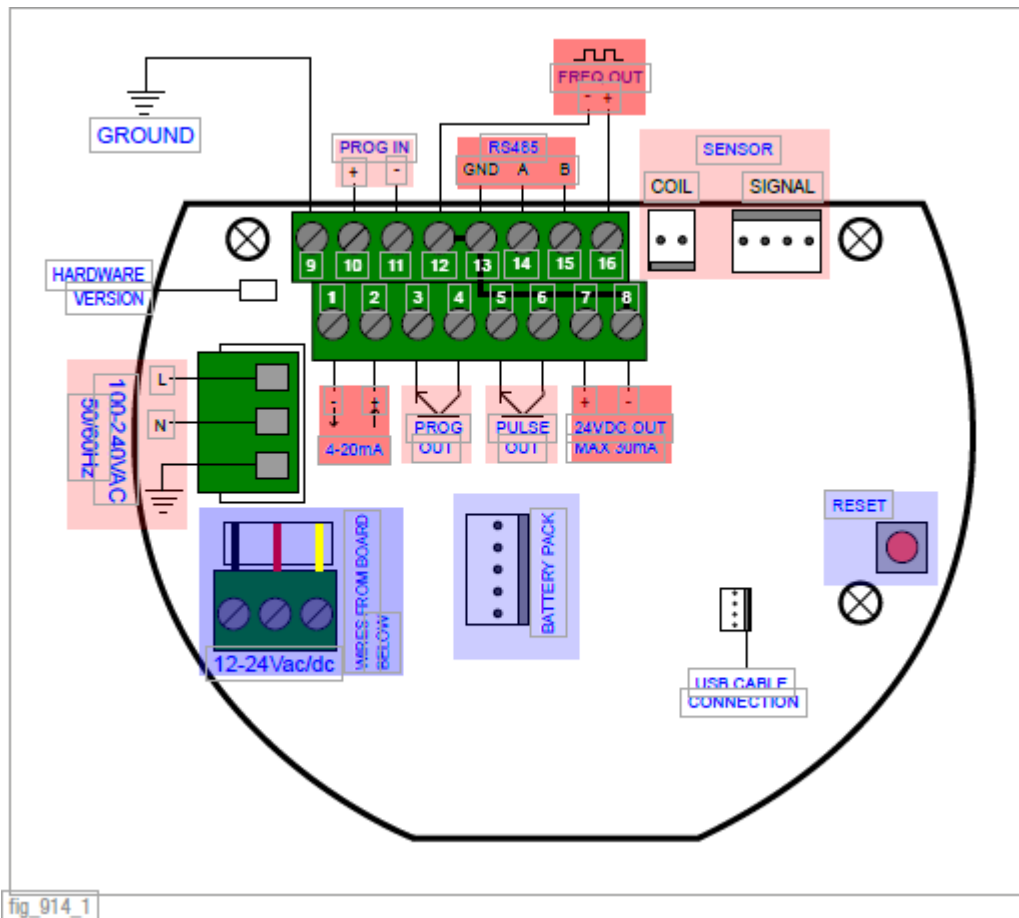 FREQ OUT
- +
GROUND
PROG IN
+ -
RS485
GND A B
SENSOR
COIL SIGNAL
9 10 11 12 13 14 15 16
HARDWARE
VERSION
1 2 3 4 5 6 7 8
L
N
100-240VAC
50/60Hz
- +
4-20mA
PROG
OUT
PULSE
OUT
+ -
24VDC OUT
MAX 30mA
RESET
WIRES FROM BOARD
BELOW
12-24Vac/dc
BATTERY PACK
USB CABLE
CONNECTION
fig_914_1